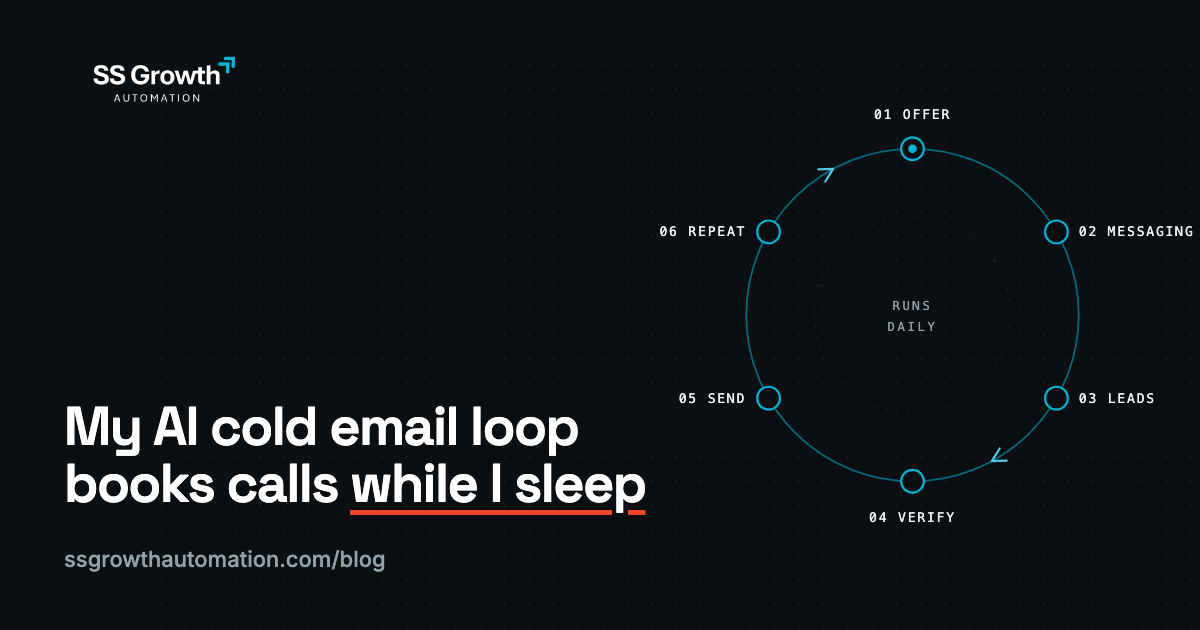 SS Growth
AUTOMATION
01 OFFER
06 REPEAT
02 MESSAGING
RUNS
DAILY
05 SEND
03 LEADS
04 VERIFY
My AI cold email loop
books calls while I sleep
ssgrowthautomation.com/blog